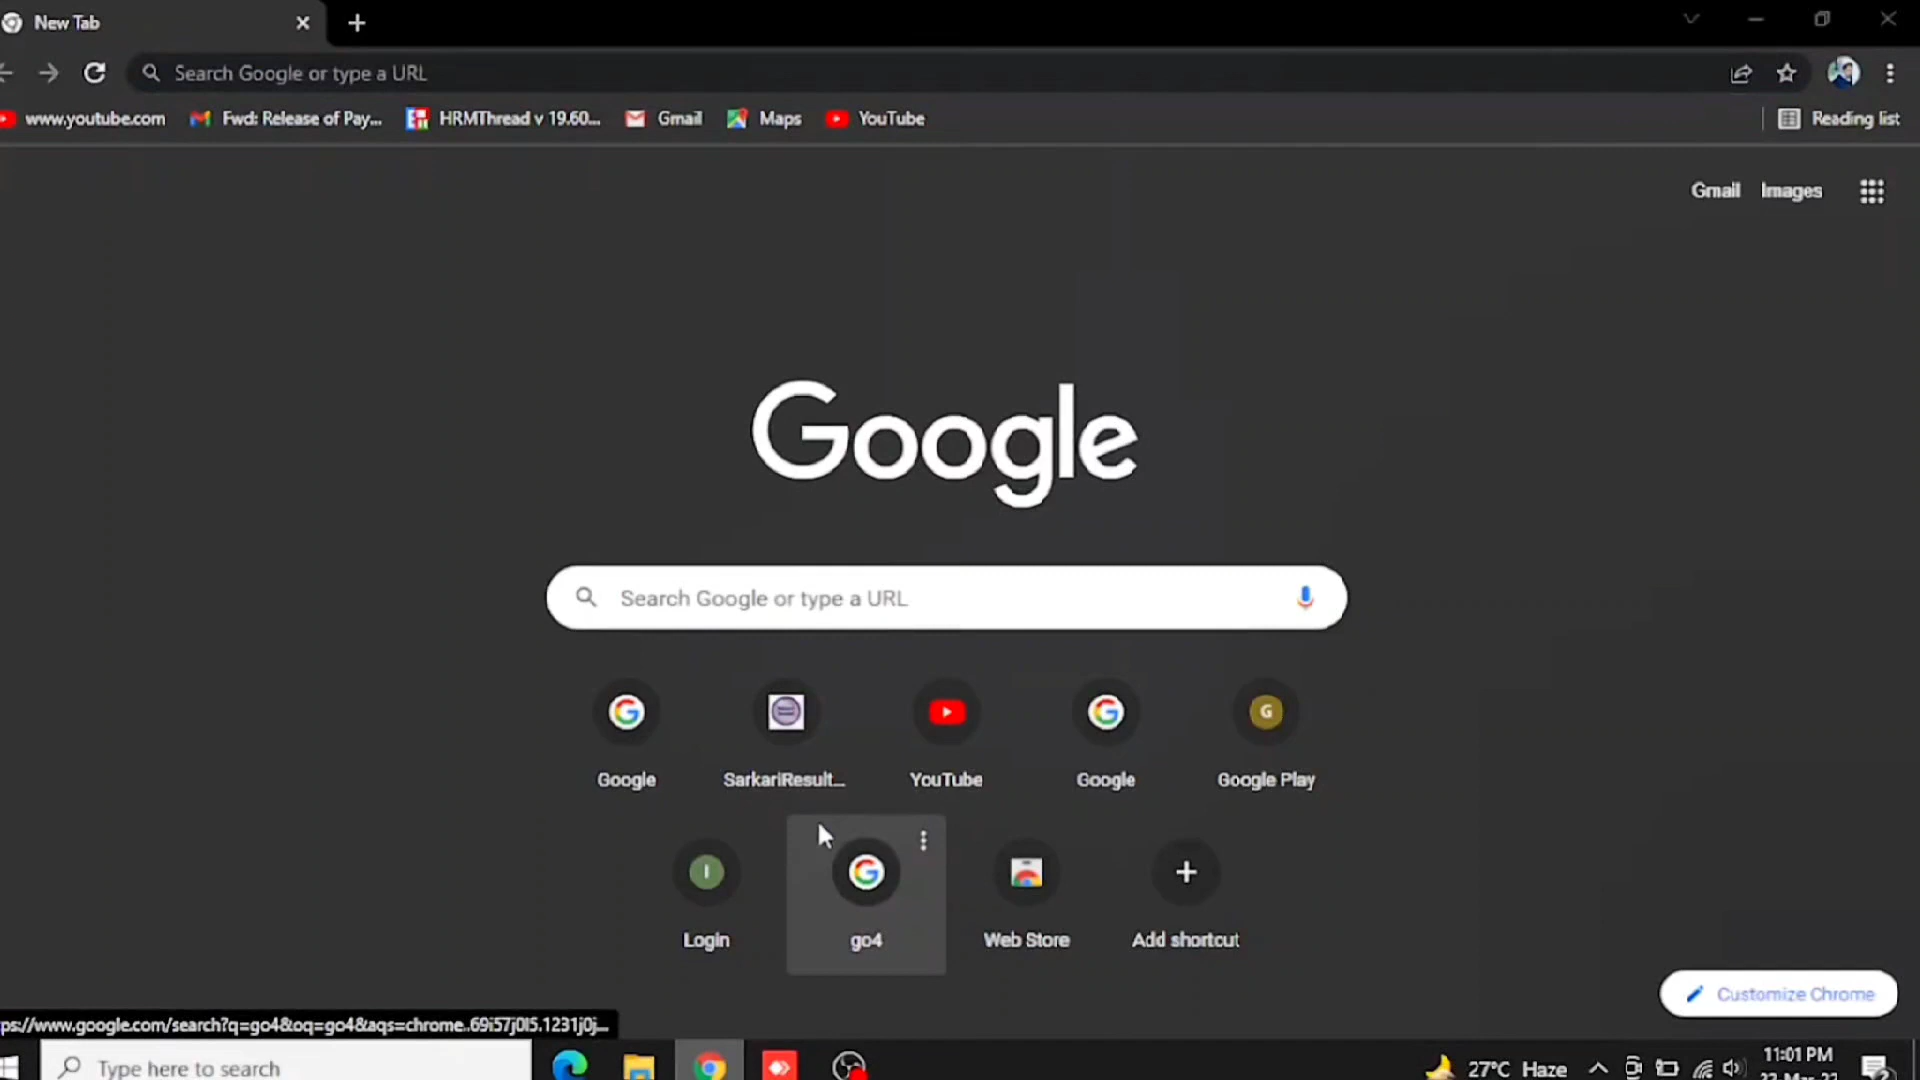 New Tab
Search Google or type a URL
www.youtube.com Fwd: Release of Pay... HRMThread v 19.60... Gmail Maps YouTube Reading list
Gmail Images
Google
Search Google or type a URL
Google SarkariResult... YouTube Google Google Play
Login go4 Web Store Add shortcut
Customize Chrome
ps://www.google.com/search?q=go4&oq=go4&aqs=chrome..69i57j0l5.1231j0j...
Type here to search 27°C Haze 11:01 PM